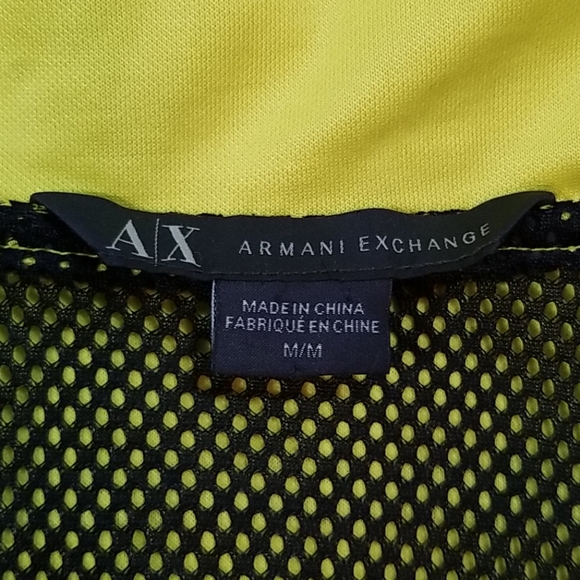 A|X ARMANI EXCHANGE
MADE IN CHINA
FABRIQUÉ EN CHINE
M/M